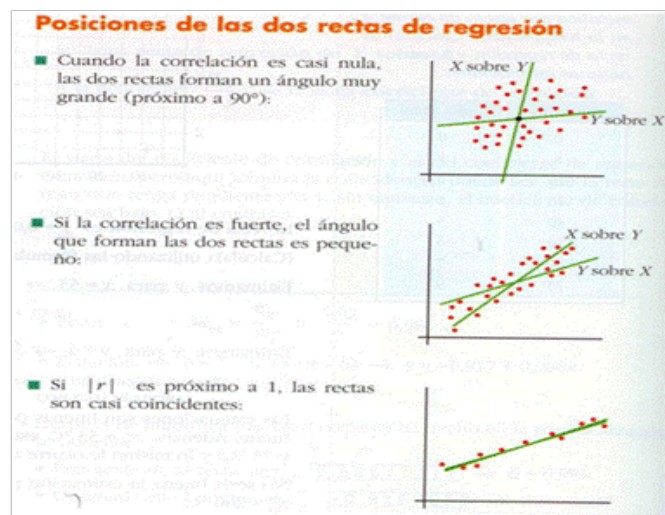 Posiciones de las dos rectas de regresión
■ Cuando la correlación es casi nula,
las dos rectas forman un ángulo muy
grande (próximo a 90°):
X sobre Y
Y sobre X
■ Si la correlación es fuerte, el ángulo
que forman las dos rectas es peque-
ño:
X sobre Y
Y sobre X
■ Si |r| es próximo a 1, las rectas
son casi coincidentes: